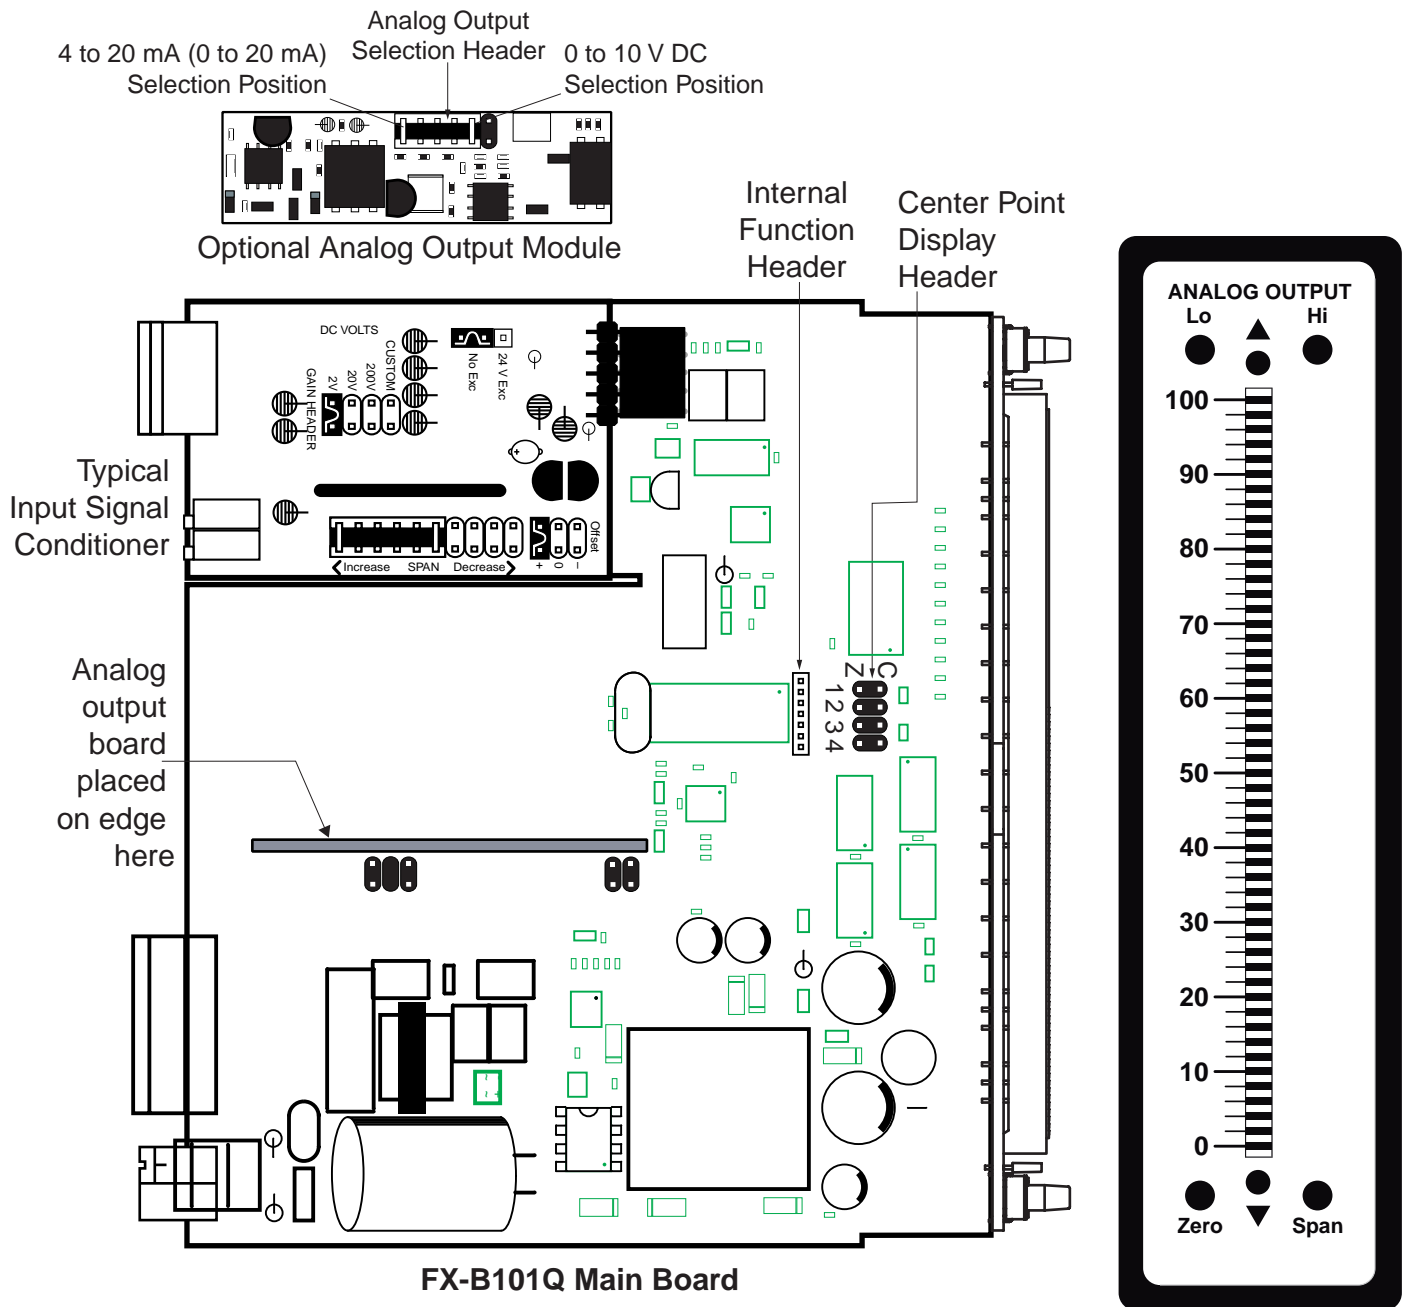 Analog Output
Selection Header
4 to 20 mA (0 to 20 mA)
Selection Position
0 to 10 V DC
Selection Position
Optional Analog Output Module
Internal
Function
Header
Center Point
Display
Header
DC VOLTS
CUSTOM
200V
20V
2V
GAIN HEADER
No Exc
24 V Exc
Typical
Input Signal
Conditioner
Increase SPAN Decrease
+ 0 –
Offset
Analog
output
board
placed
on edge
here
Z C
1 2 3 4
FX-B101Q Main Board
ANALOG OUTPUT
Lo Hi
100
90
80
70
60
50
40
30
20
10
0
Zero Span